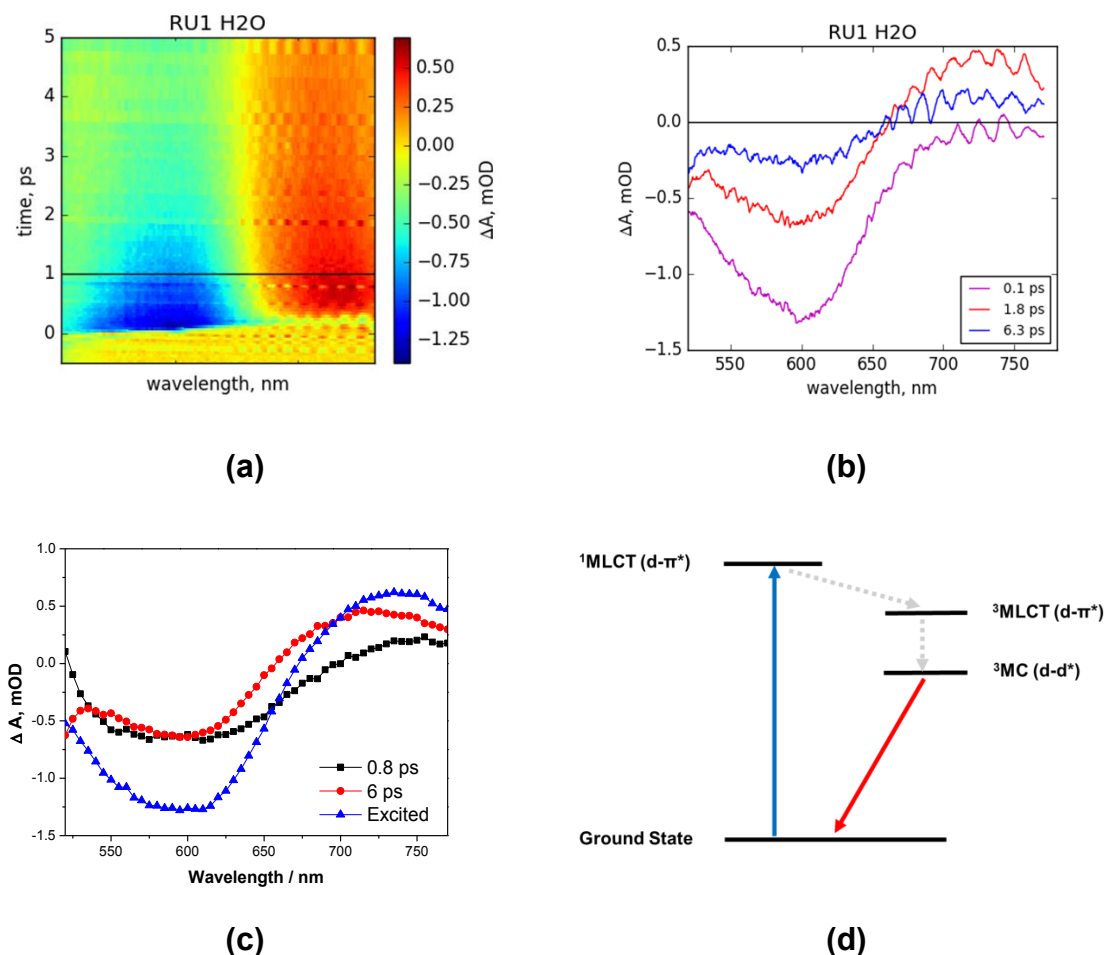 RU1 H2O
5
4
3
2
1
0
time, ps
wavelength, nm
0.50
0.25
0.00
−0.25
−0.50
−0.75
−1.00
−1.25
ΔA, mOD
(a)
RU1 H2O
0.5
0.0
−0.5
−1.0
−1.5
ΔA, mOD
0.1 ps
1.8 ps
6.3 ps
550 600 650 700 750
wavelength, nm
(b)
1.0
0.5
0.0
-0.5
-1.0
-1.5
Δ A, mOD
0.8 ps
6 ps
Excited
550 600 650 700 750
Wavelength / nm
(c)
¹MLCT (d-π*)
³MLCT (d-π*)
³MC (d-d*)
Ground State
(d)